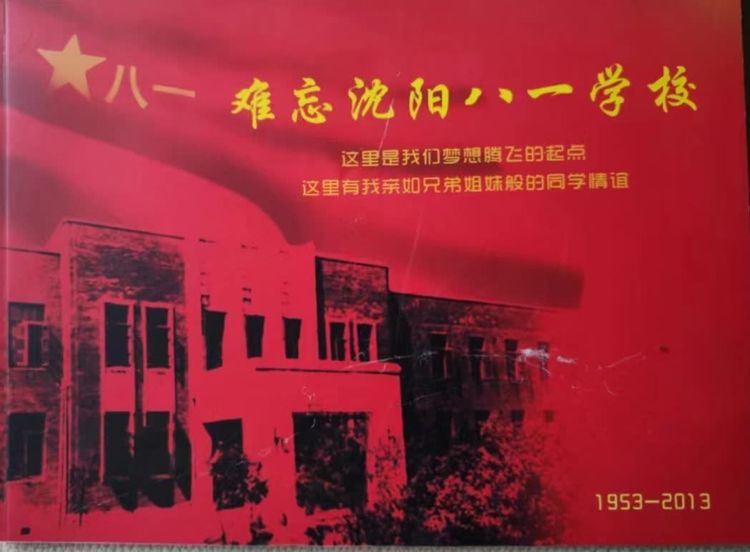 八一 难忘沈阳八一学校
这里是我们梦想腾飞的起点
这里有我亲如兄弟姐妹般的同学情谊
1953-2013